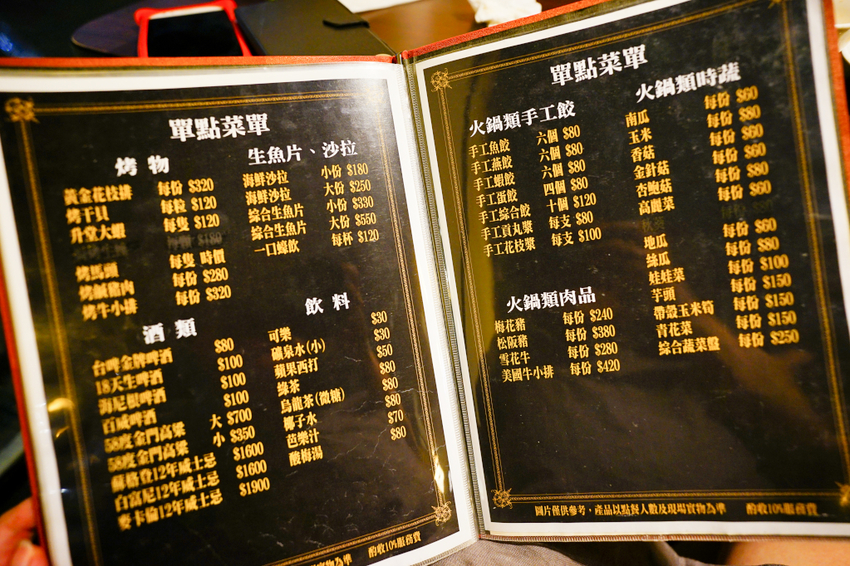 單點菜單
烤物
黃金花枝排 每份 $320
烤干貝 每粒 $120
升堂大蝦 每隻 $120
每個 $180
烤馬頭 每隻 時價
烤鹹豬肉 每份 $280
烤牛小排 每份 $320
生魚片、沙拉
海鮮沙拉 小份 $180
海鮮沙拉 大份 $250
綜合生魚片 小份 $330
綜合生魚片 大份 $550
一口蠔飲 每杯 $120
酒類
台啤金牌啤酒 $80
18天生啤酒 $100
海尼根啤酒 $100
百威啤酒 $100
58度金門高粱 大 $700
58度金門高粱 小 $350
蘇格登12年威士忌 $1600
白富尼12年威士忌 $1600
麥卡倫12年威士忌 $1900
飲料
可樂 $30
礦泉水(小) $30
蘋果西打 $50
綠茶 $80
烏龍茶(微糖) $80
椰子水 $70
芭樂汁 $80
酸梅湯
實物為準 酌收10%服務費
單點菜單
火鍋類手工餃
手工魚餃 六個 $80
手工燕餃 六個 $80
手工蝦餃 六個 $80
手工蛋餃 四個 $80
手工綜合餃 十個 $120
手工貢丸漿 每支 $80
手工花枝漿 每支 $100
火鍋類肉品
梅花豬 每份 $240
松阪豬 每份 $380
雪花牛 每份 $280
美國牛小排 每份 $420
火鍋類時蔬
南瓜 每份 $60
玉米 每份 $80
香菇 每份 $60
金針菇 每份 $60
杏鮑菇 每份 $80
高麗菜 每份 $60
地瓜 每份 $60
絲瓜 每份 $80
娃娃菜 每份 $100
芋頭 每份 $150
帶殼玉米筍 每份 $150
青花菜 每份 $150
綜合蔬菜盤 每份 $250
圖片僅供參考，產品以點餐人數及現場實物為準 酌收10%服務費